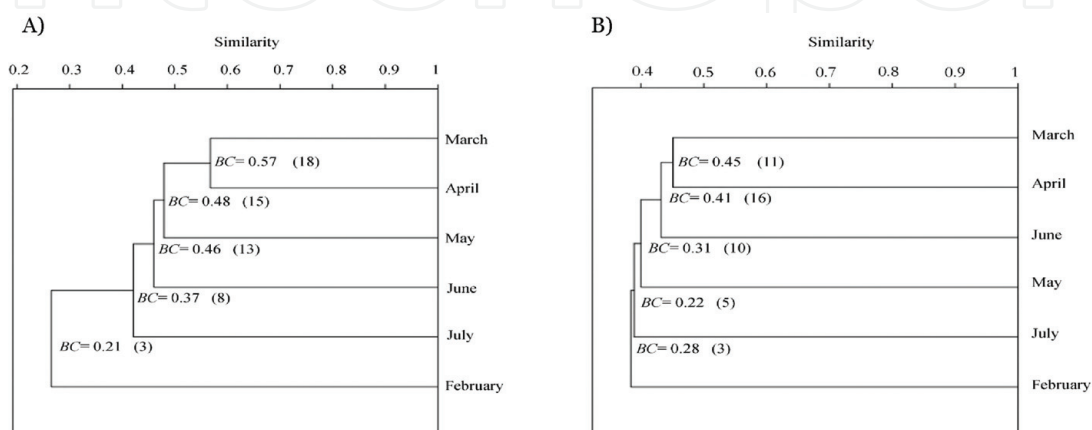 A)
Similarity
0.2 0.3 0.4 0.5 0.6 0.7 0.8 0.9 1
March
BC= 0.57 (18)
April
BC= 0.48 (15)
May
BC= 0.46 (13)
June
BC= 0.37 (8)
July
BC= 0.21 (3)
February
B)
Similarity
0.4 0.5 0.6 0.7 0.8 0.9 1
March
BC= 0.45 (11)
April
BC= 0.41 (16)
June
BC= 0.31 (10)
May
BC= 0.22 (5)
July
BC= 0.28 (3)
February